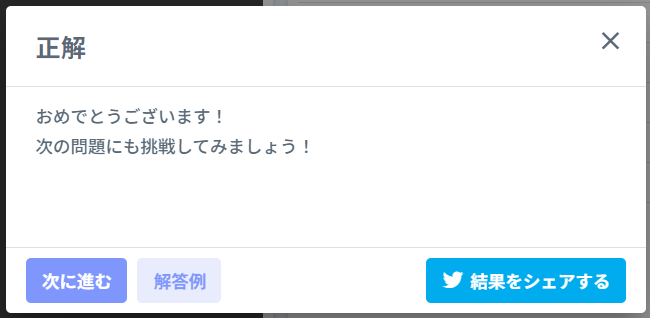 正解
おめでとうございます！
次の問題にも挑戦してみましょう！
次に進む
解答例
結果をシェアする